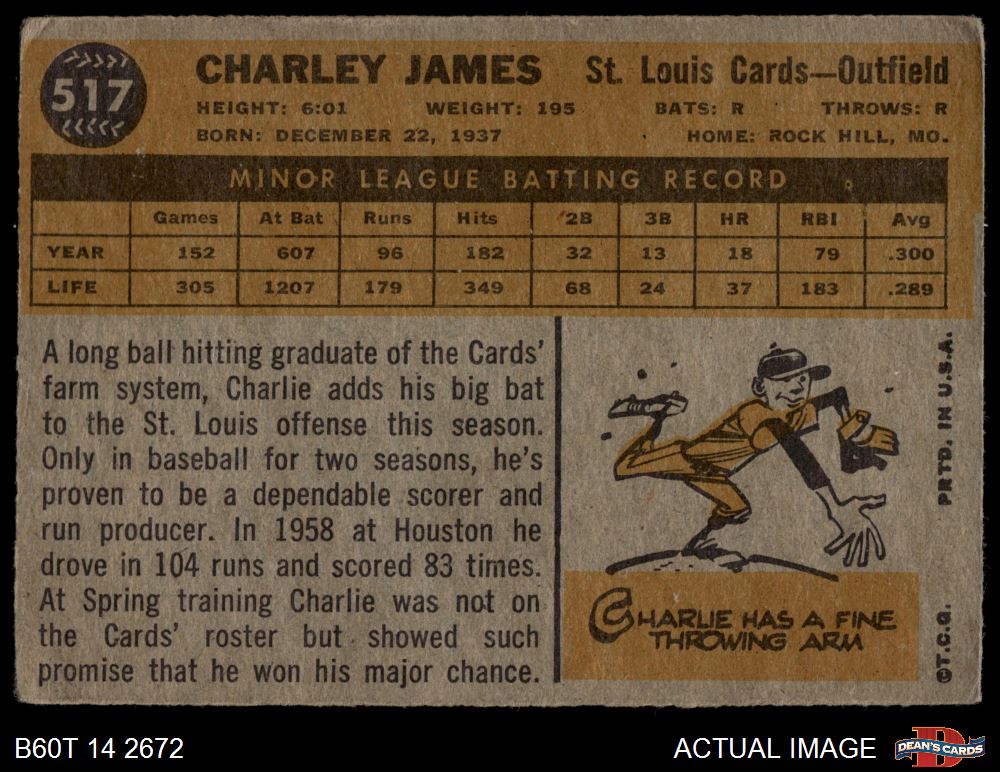 517
CHARLEY JAMES St. Louis Cards—Outfield
HEIGHT: 6:01 WEIGHT: 195 BATS: R THROWS: R
BORN: DECEMBER 22, 1937 HOME: ROCK HILL, MO.
MINOR LEAGUE BATTING RECORD
Games At Bat Runs Hits 2B 3B HR RBI Avg
YEAR 152 607 96 182 32 13 18 79 .300
LIFE 305 1207 179 349 68 24 37 183 .289
A long ball hitting graduate of the Cards'
farm system, Charlie adds his big bat
to the St. Louis offense this season.
Only in baseball for two seasons, he's
proven to be a dependable scorer and
run producer. In 1958 at Houston he
drove in 104 runs and scored 83 times.
At Spring training Charlie was not on
the Cards' roster but showed such
promise that he won his major chance.
CHARLIE HAS A FINE
THROWING ARM
©T.C.G. PRTD. IN U.S.A.
B60T 14 2672 ACTUAL IMAGE
D
DEAN'S CARDS